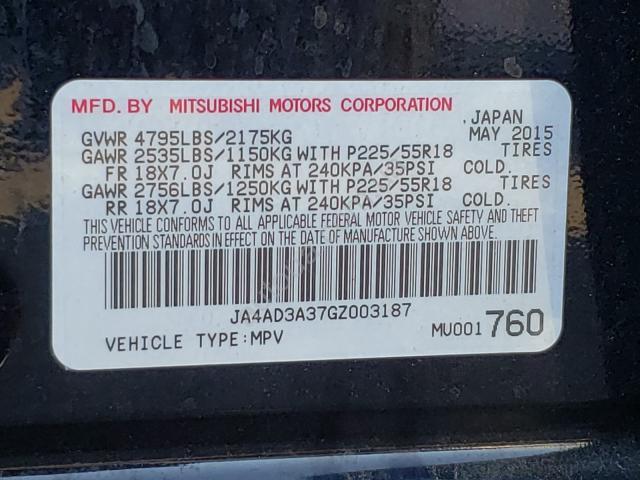 MFD. BY MITSUBISHI MOTORS CORPORATION
, JAPAN
GVWR 4795LBS/2175KG MAY 2015
GAWR 2535LBS/1150KG WITH P225/55R18 TIRES
FR 18X7.0J RIMS AT 240KPA/35PSI COLD.
GAWR 2756LBS/1250KG WITH P225/55R18 TIRES
RR 18X7.0J RIMS AT 240KPA/35PSI COLD.
THIS VEHICLE CONFORMS TO ALL APPLICABLE FEDERAL MOTOR VEHICLE SAFETY AND THEFT
PREVENTION STANDARDS IN EFFECT ON THE DATE OF MANUFACTURE SHOWN ABOVE.
JA4AD3A37GZ003187
VEHICLE TYPE:MPV MU001 760